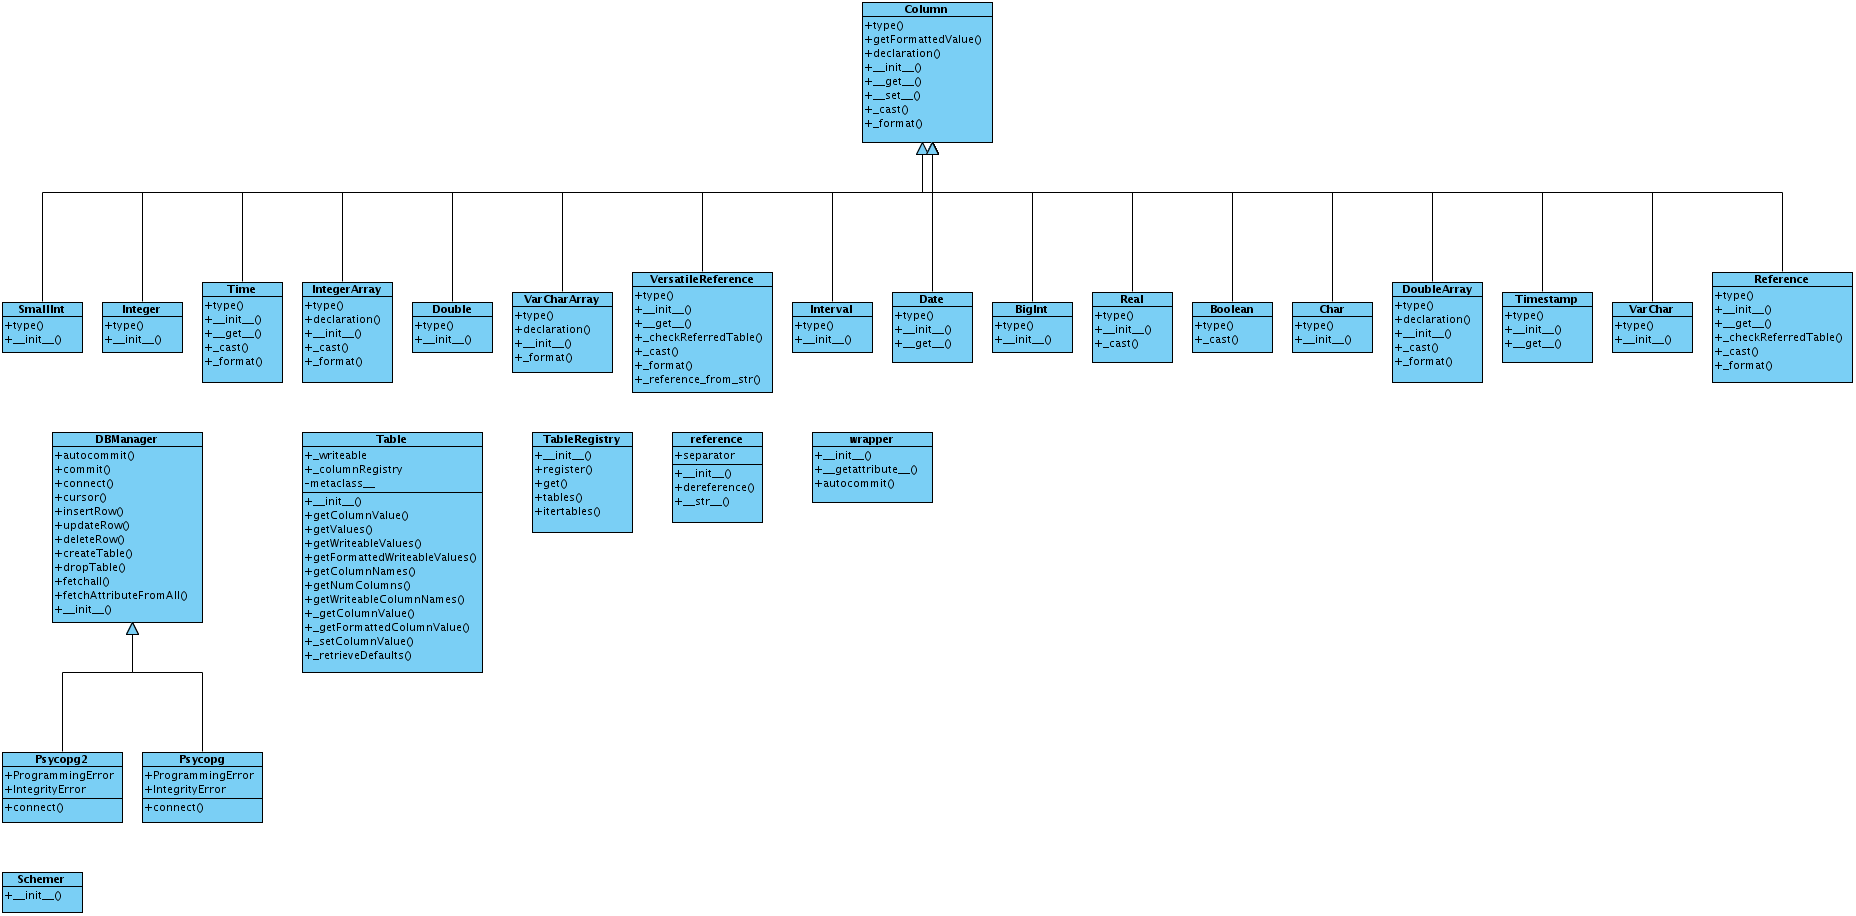 Column
+type()
+getFormattedValue()
+declaration()
+__init__()
+__get__()
+__set__()
+_cast()
+_format()
SmallInt
+type()
+__init__()
Integer
+type()
+__init__()
Time
+type()
+__init__()
+__get__()
+_cast()
+_format()
IntegerArray
+type()
+declaration()
+__init__()
+_cast()
+_format()
Double
+type()
+__init__()
VarCharArray
+type()
+declaration()
+__init__()
+_format()
VersatileReference
+type()
+__init__()
+__get__()
+_checkReferredTable()
+_cast()
+_format()
+_reference_from_str()
Interval
+type()
+__init__()
Date
+type()
+__init__()
+__get__()
BigInt
+type()
+__init__()
Real
+type()
+__init__()
+_cast()
Boolean
+type()
+_cast()
Char
+type()
+__init__()
DoubleArray
+type()
+declaration()
+__init__()
+_cast()
+_format()
Timestamp
+type()
+__init__()
+__get__()
VarChar
+type()
+__init__()
Reference
+type()
+__init__()
+__get__()
+_checkReferredTable()
+_cast()
+_format()
DBManager
+autocommit()
+commit()
+connect()
+cursor()
+insertRow()
+updateRow()
+deleteRow()
+createTable()
+dropTable()
+fetchall()
+fetchAttributeFromAll()
+__init__()
Table
+_writeable
+_columnRegistry
-metaclass__
+__init__()
+getColumnValue()
+getValues()
+getWriteableValues()
+getFormattedWriteableValues()
+getColumnNames()
+getNumColumns()
+getWriteableColumnNames()
+_getColumnValue()
+_getFormattedColumnValue()
+_setColumnValue()
+_retrieveDefaults()
TableRegistry
+__init__()
+register()
+get()
+tables()
+itertables()
reference
+separator
+__init__()
+dereference()
+__str__()
wrapper
+__init__()
+__getattribute__()
+autocommit()
Psycopg2
+ProgrammingError
+IntegrityError
+connect()
Psycopg
+ProgrammingError
+IntegrityError
+connect()
Schemer
+__init__()